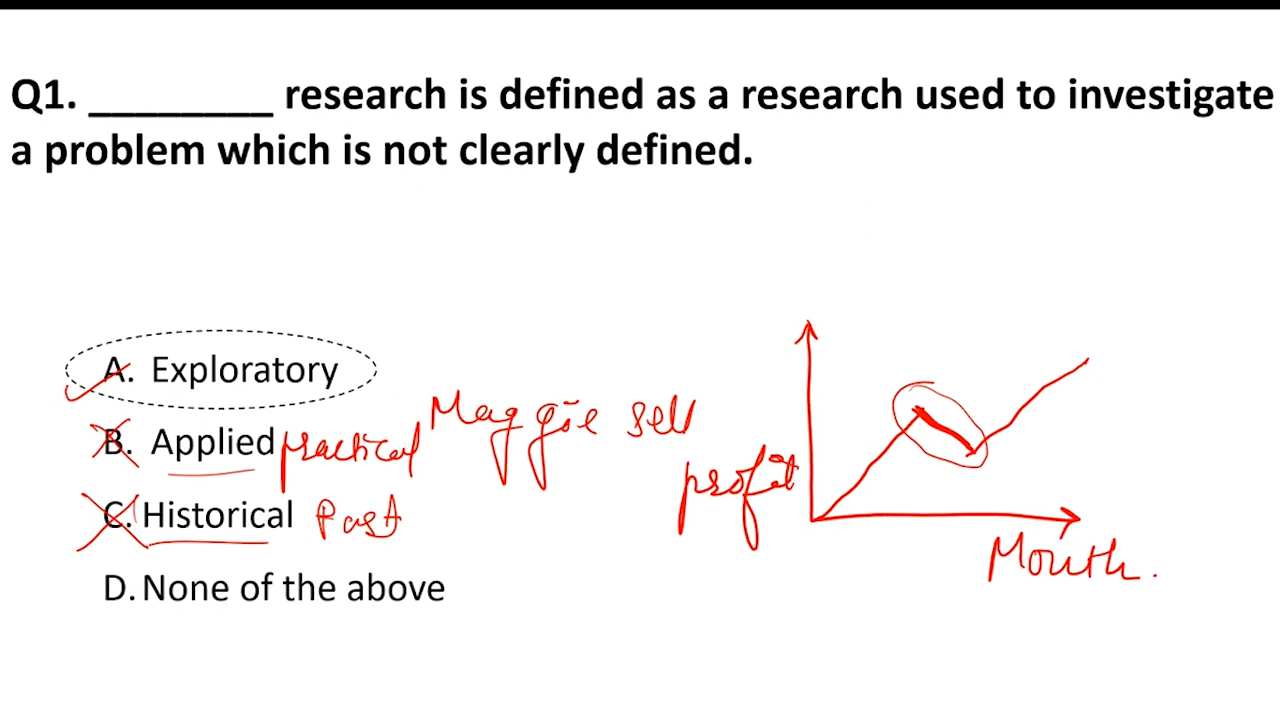 Q1. ________ research is defined as a research used to investigate
a problem which is not clearly defined.
A. Exploratory
B. Applied practical
Maggie sell
C. Historical Past
profit
D. None of the above
Month.